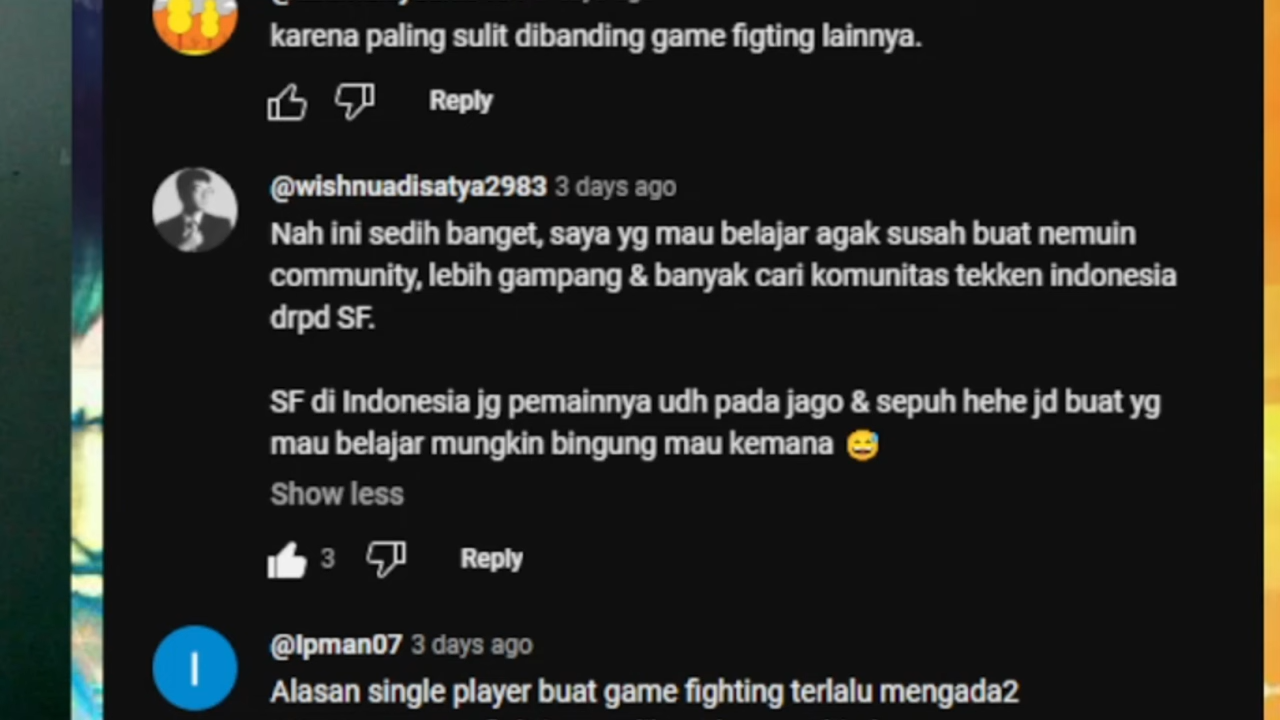 karena paling sulit dibanding game figting lainnya.
Reply
@wishnuadisatya2983 3 days ago
Nah ini sedih banget, saya yg mau belajar agak susah buat nemuin
community, lebih gampang & banyak cari komunitas tekken indonesia
drpd SF.
SF di Indonesia jg pemainnya udh pada jago & sepuh hehe jd buat yg
mau belajar mungkin bingung mau kemana 😅
Show less
3 Reply
I
@Ipman07 3 days ago
Alasan single player buat game fighting terlalu mengada2